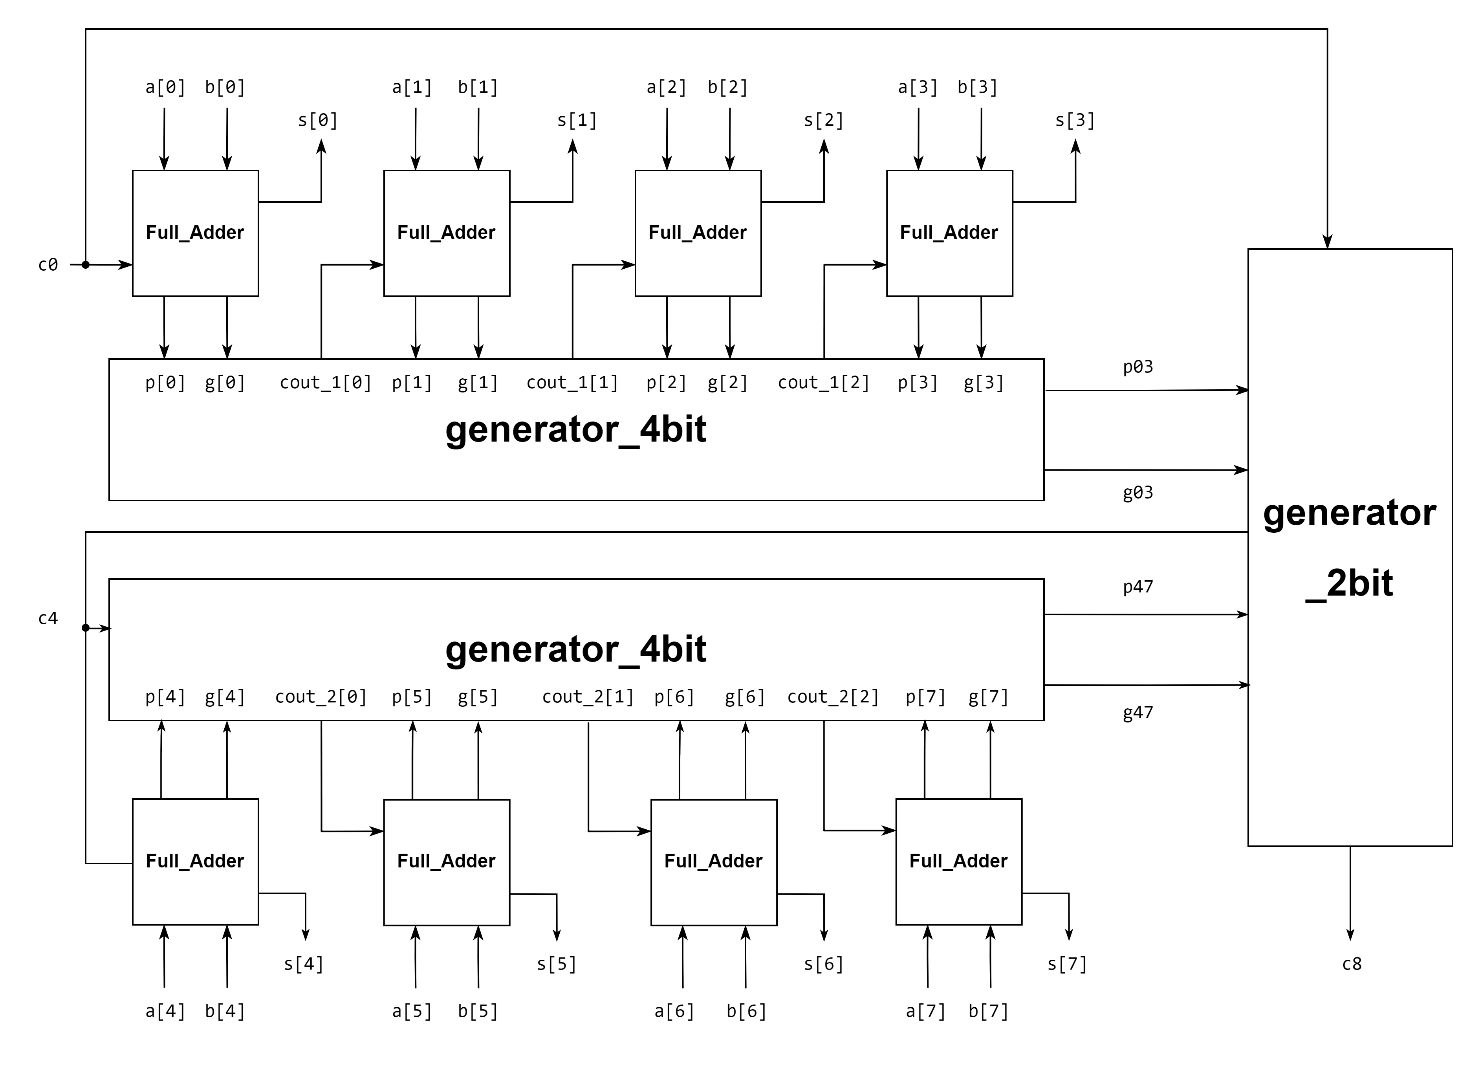 a[0] b[0] a[1] b[1] a[2] b[2] a[3] b[3]
s[0] s[1] s[2] s[3]
Full_Adder Full_Adder Full_Adder Full_Adder
c0
p[0] g[0] cout_1[0] p[1] g[1] cout_1[1] p[2] g[2] cout_1[2] p[3] g[3]
generator_4bit
p03
g03
generator
_2bit
p47
c4
generator_4bit
p[4] g[4] cout_2[0] p[5] g[5] cout_2[1] p[6] g[6] cout_2[2] p[7] g[7]
g47
Full_Adder Full_Adder Full_Adder Full_Adder
s[4] s[5] s[6] s[7] c8
a[4] b[4] a[5] b[5] a[6] b[6] a[7] b[7]